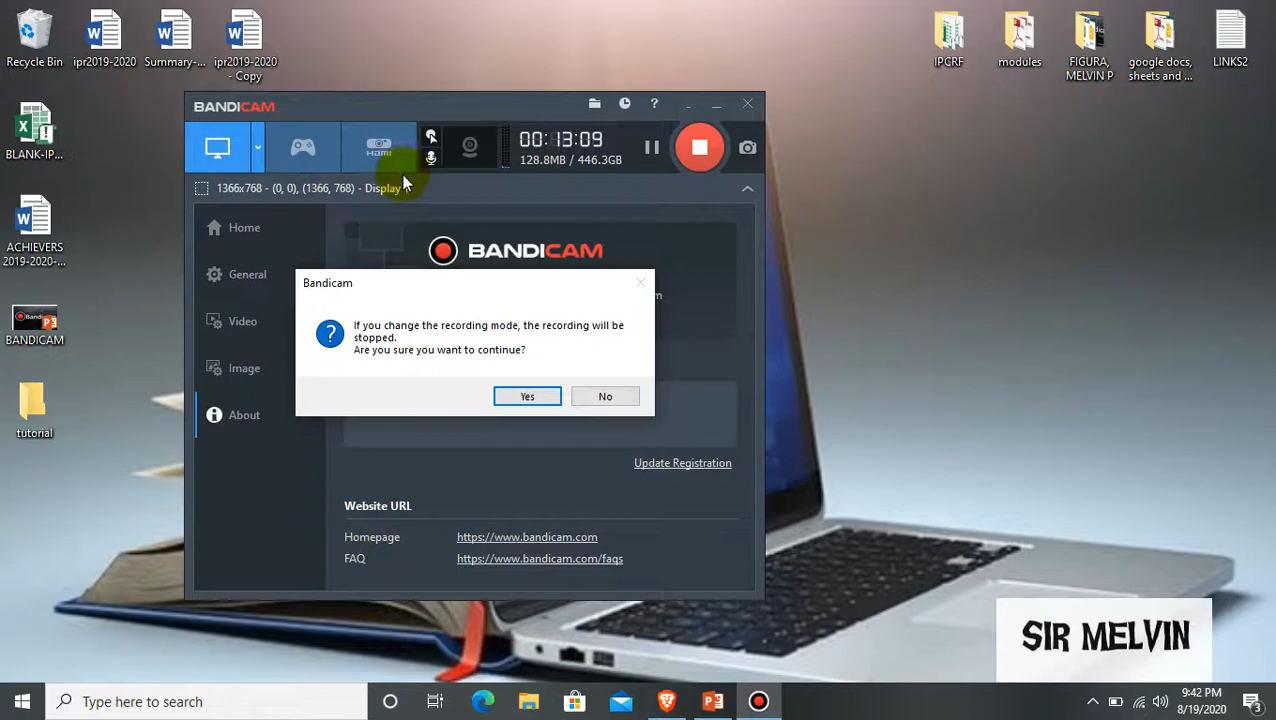 Recycle Bin
ipr2019-2020
Summary-...
ipr2019-2020
- Copy
IPCRF
modules
FIGURA,
MELVIN P
google docs,
sheets and ...
LINKS2
BLANK-IP...
ACHIEVERS
2019-2020-...
BANDICAM
tutorial
BANDICAM
?
HDMI
00:13:09
128.8MB / 446.3GB
1366x768 - (0, 0), (1366, 768) - Display
Home
General
Video
Image
About
BANDICAM
m
Bandicam
If you change the recording mode, the recording will be
stopped.
Are you sure you want to continue?
Yes
No
Update Registration
Website URL
Homepage
https://www.bandicam.com
FAQ
https://www.bandicam.com/faqs
SIR MELVIN
Type here to search
9:42 PM
8/19/2020
3